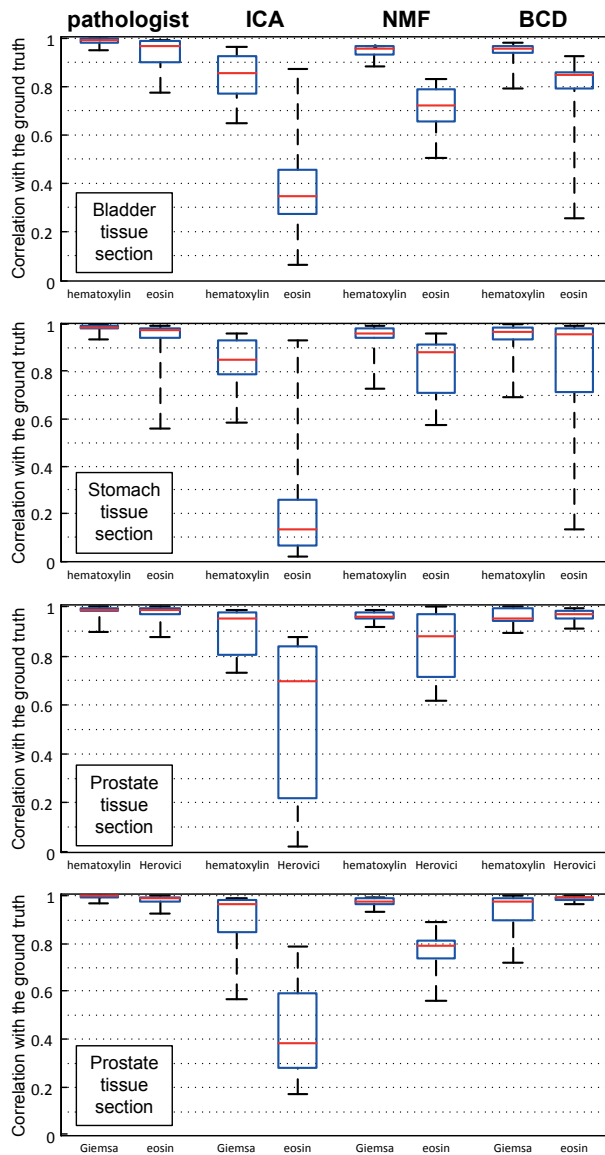 pathologist ICA NMF BCD
Correlation with the ground truth
1
0.8
0.6
0.4
0.2
0
Bladder
tissue
section
hematoxylin eosin hematoxylin eosin hematoxylin eosin hematoxylin eosin
Correlation with the ground truth
1
0.8
0.6
0.4
0.2
0
Stomach
tissue
section
hematoxylin eosin hematoxylin eosin hematoxylin eosin hematoxylin eosin
Correlation with the ground truth
1
0.8
0.6
0.4
0.2
0
Prostate
tissue
section
hematoxylin Herovici hematoxylin Herovici hematoxylin Herovici hematoxylin Herovici
Correlation with the ground truth
1
0.8
0.6
0.4
0.2
0
Prostate
tissue
section
Giemsa eosin Giemsa eosin Giemsa eosin Giemsa eosin